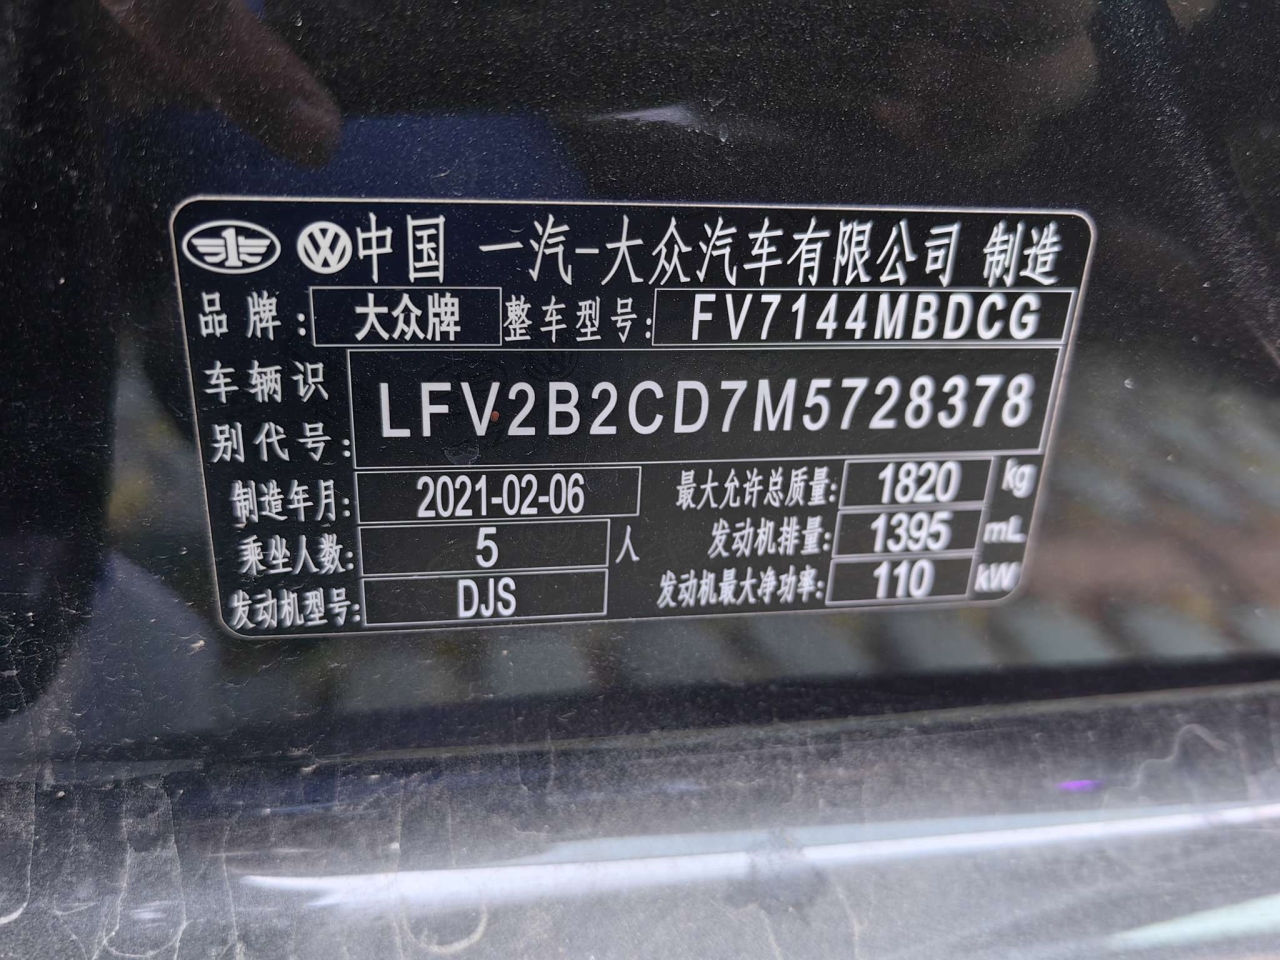 中国 一汽-大众汽车有限公司 制造
品牌: 大众牌 整车型号: FV7144MBDCG
车辆识别代号: LFV2B2CD7M5728378
制造年月: 2021-02-06 最大允许总质量: 1820 kg
乘坐人数: 5 人 发动机排量: 1395 mL
发动机型号: DJS 发动机最大净功率: 110 kW